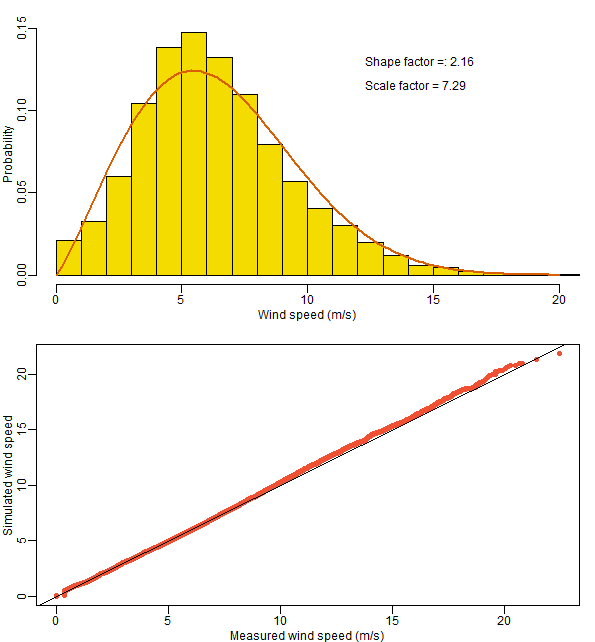 0.15
0.10
0.05
0.00
Probability
Shape factor =: 2.16
Scale factor = 7.29
0 5 10 15 20
Wind speed (m/s)
20
15
10
5
0
Simulated wind speed
0 5 10 15 20
Measured wind speed (m/s)